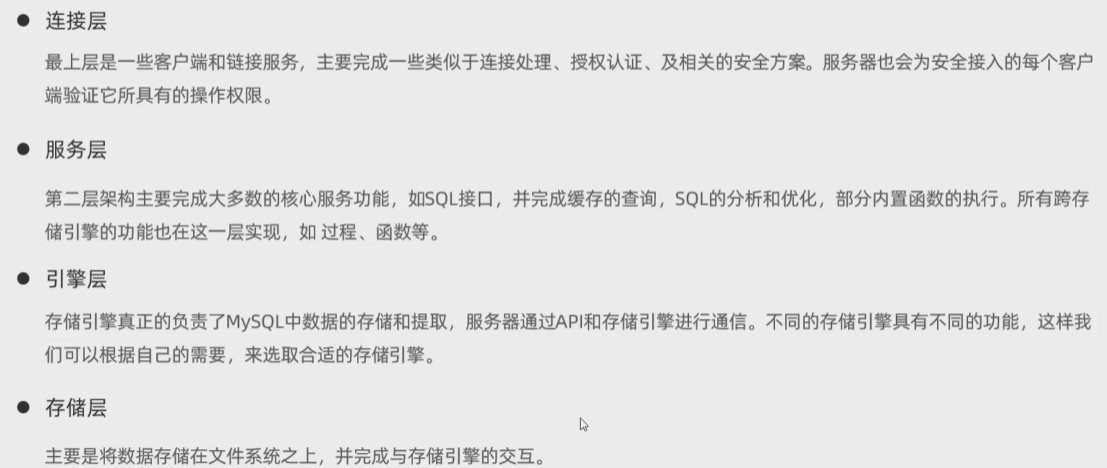 ● 连接层
最上层是一些客户端和链接服务，主要完成一些类似于连接处理、授权认证、及相关的安全方案。服务器也会为安全接入的每个客户
端验证它所具有的操作权限。
● 服务层
第二层架构主要完成大多数的核心服务功能，如SQL接口，并完成缓存的查询，SQL的分析和优化，部分内置函数的执行。所有跨存
储引擎的功能也在这一层实现，如 过程、函数等。
● 引擎层
存储引擎真正的负责了MySQL中数据的存储和提取，服务器通过API和存储引擎进行通信。不同的存储引擎具有不同的功能，这样我
们可以根据自己的需要，来选取合适的存储引擎。
● 存储层
主要是将数据存储在文件系统之上，并完成与存储引擎的交互。